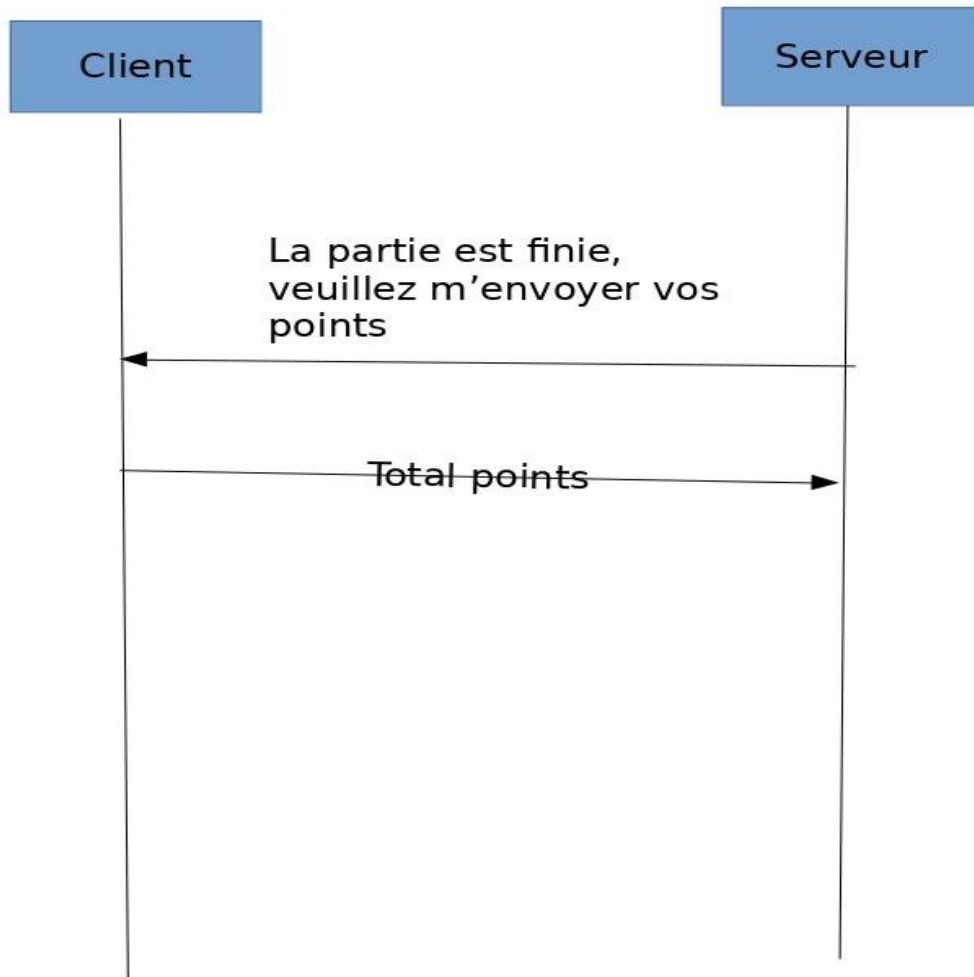 Client
Serveur
La partie est finie,
veuillez m’envoyer vos
points
Total points